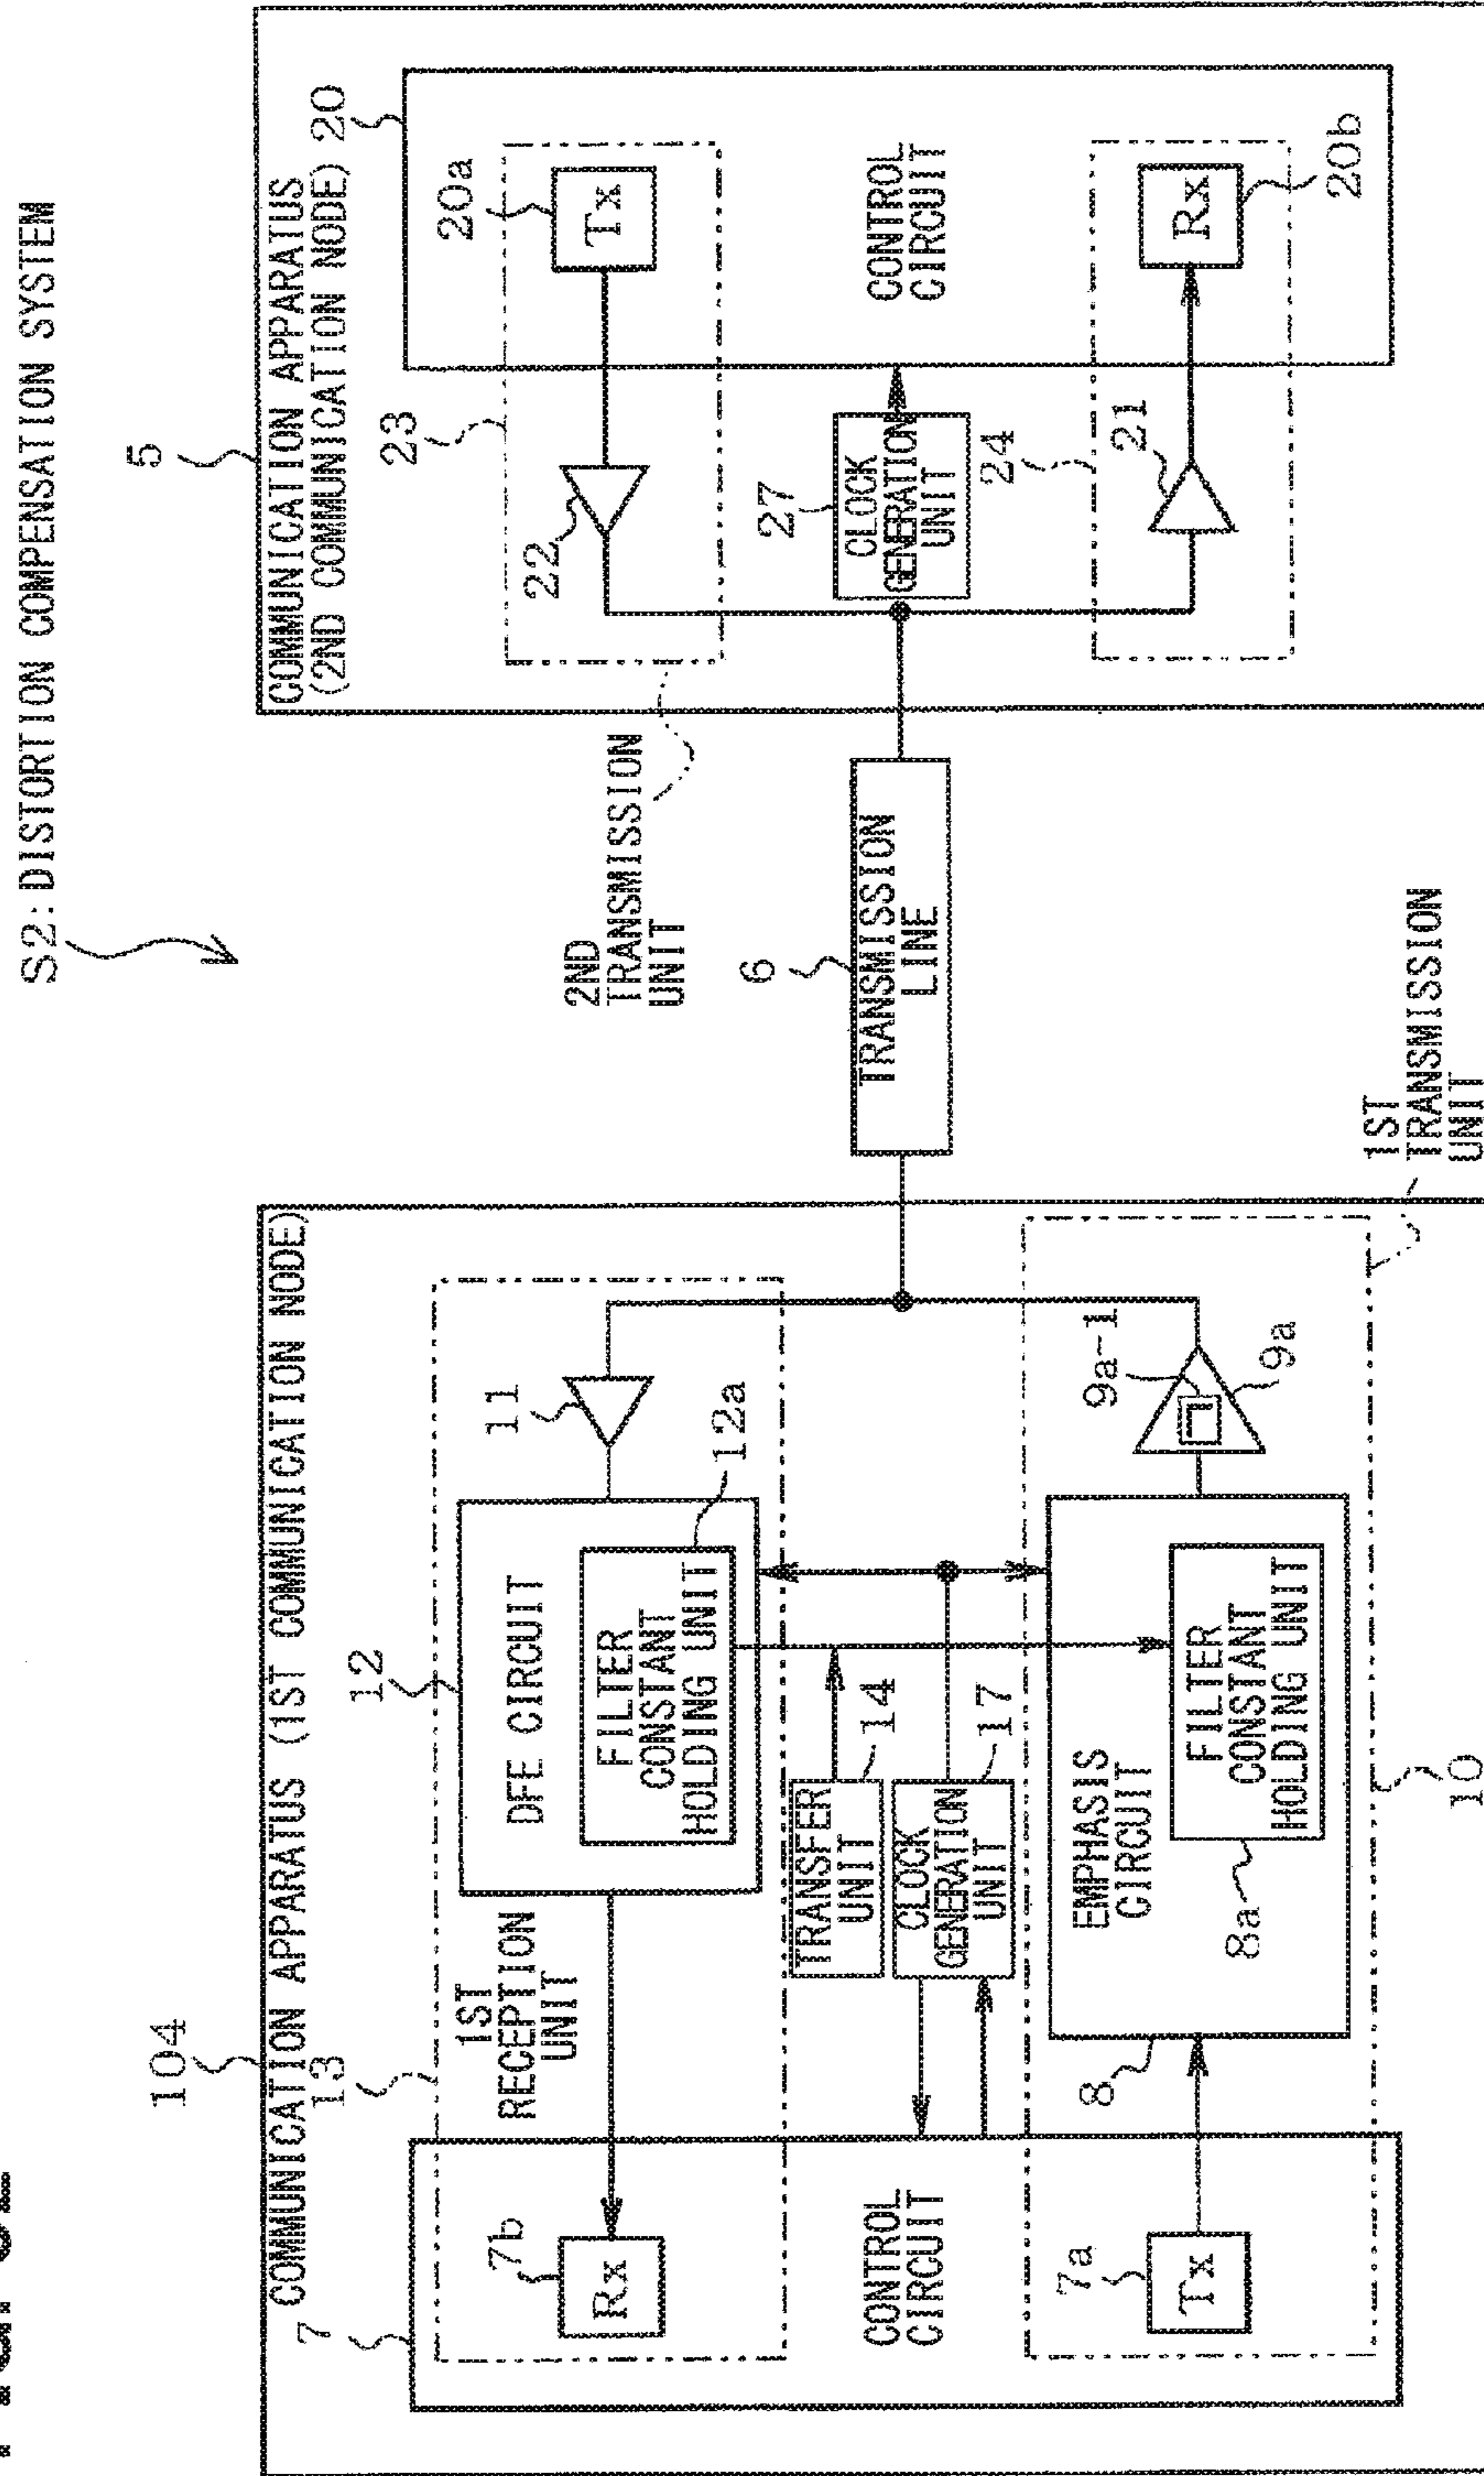 S2: DISTORTION COMPENSATION SYSTEM
104
COMMUNICATION APPARATUS (1ST COMMUNICATION NODE)
13
7
7b
Rx
1ST
RECEPTION
UNIT
12
DFE CIRCUIT
FILTER
CONSTANT
HOLDING UNIT
12a
11
CONTROL
CIRCUIT
TRANSFER
UNIT
14
CLOCK
GENERATION
UNIT
17
7a
Tx
8
EMPHASIS
CIRCUIT
8a
FILTER
CONSTANT
HOLDING UNIT
9a-1
9a
10
1ST
TRANSMISSION
UNIT
6
TRANSMISSION
LINE
2ND
TRANSMISSION
UNIT
5
COMMUNICATION APPARATUS
(2ND COMMUNICATION NODE)
20
23
22
20a
Tx
27
CLOCK
GENERATION
UNIT
CONTROL
CIRCUIT
24
21
Rx
20b